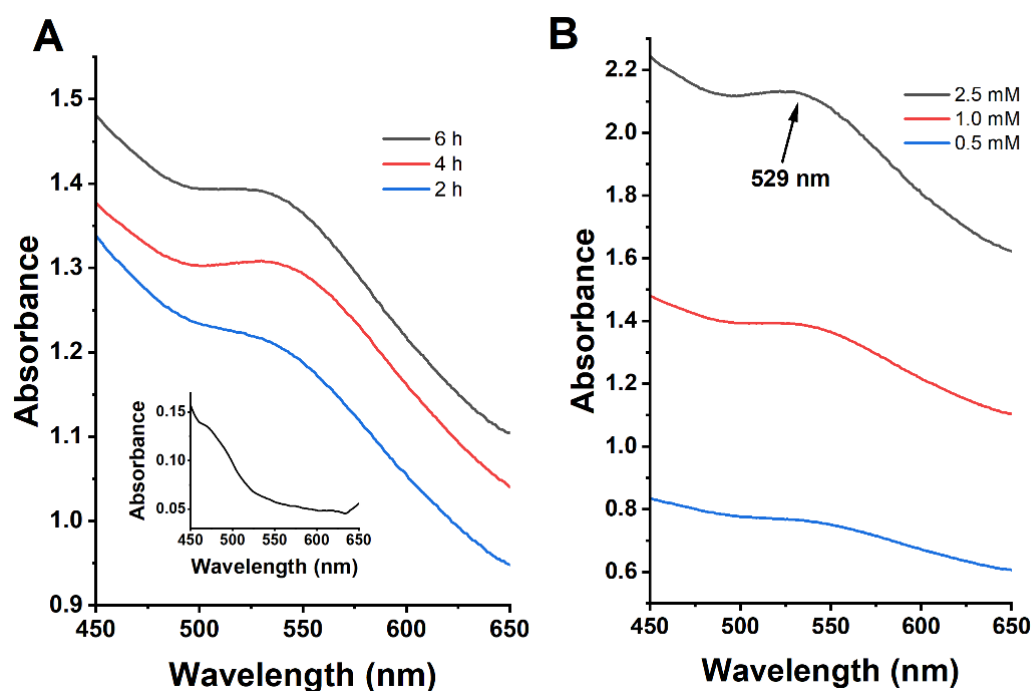 A
1.5
1.4
1.3
1.2
1.1
1.0
0.9
Absorbance
450 500 550 600 650
Wavelength (nm)
6 h
4 h
2 h
0.15
0.10
0.05
Absorbance
450 500 550 600 650
Wavelength (nm)
B
2.2
2.0
1.8
1.6
1.4
1.2
1.0
0.8
0.6
Absorbance
450 500 550 600 650
Wavelength (nm)
2.5 mM
1.0 mM
0.5 mM
529 nm